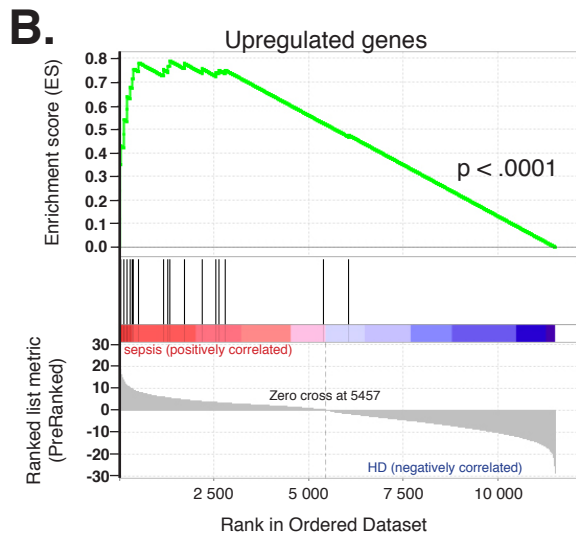 B.
Upregulated genes
Enrichment score (ES)
0.8
0.7
0.6
0.5
0.4
0.3
0.2
0.1
0.0
p < .0001
Ranked list metric
(PreRanked)
30
20
10
0
-10
-20
-30
sepsis (positively correlated)
Zero cross at 5457
HD (negatively correlated)
2 500 5 000 7 500 10 000
Rank in Ordered Dataset